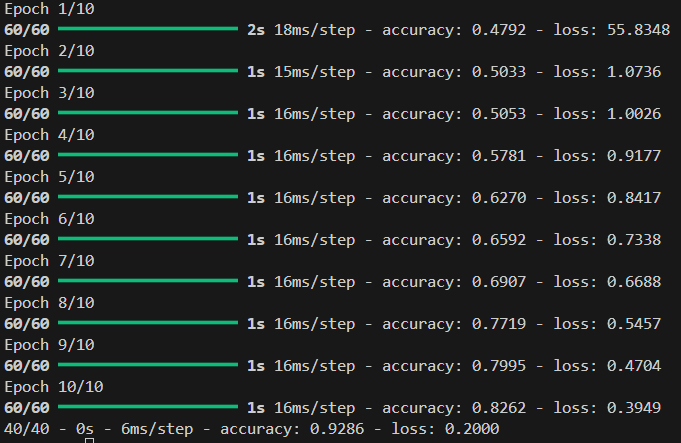 Epoch 1/10
60/60 ━━━━━━━━━━━━━━━━━━━━ 2s 18ms/step - accuracy: 0.4792 - loss: 55.8348
Epoch 2/10
60/60 ━━━━━━━━━━━━━━━━━━━━ 1s 15ms/step - accuracy: 0.5033 - loss: 1.0736
Epoch 3/10
60/60 ━━━━━━━━━━━━━━━━━━━━ 1s 16ms/step - accuracy: 0.5053 - loss: 1.0026
Epoch 4/10
60/60 ━━━━━━━━━━━━━━━━━━━━ 1s 16ms/step - accuracy: 0.5781 - loss: 0.9177
Epoch 5/10
60/60 ━━━━━━━━━━━━━━━━━━━━ 1s 16ms/step - accuracy: 0.6270 - loss: 0.8417
Epoch 6/10
60/60 ━━━━━━━━━━━━━━━━━━━━ 1s 16ms/step - accuracy: 0.6592 - loss: 0.7338
Epoch 7/10
60/60 ━━━━━━━━━━━━━━━━━━━━ 1s 16ms/step - accuracy: 0.6907 - loss: 0.6688
Epoch 8/10
60/60 ━━━━━━━━━━━━━━━━━━━━ 1s 16ms/step - accuracy: 0.7719 - loss: 0.5457
Epoch 9/10
60/60 ━━━━━━━━━━━━━━━━━━━━ 1s 16ms/step - accuracy: 0.7995 - loss: 0.4704
Epoch 10/10
60/60 ━━━━━━━━━━━━━━━━━━━━ 1s 16ms/step - accuracy: 0.8262 - loss: 0.3949
40/40 - 0s - 6ms/step - accuracy: 0.9286 - loss: 0.2000